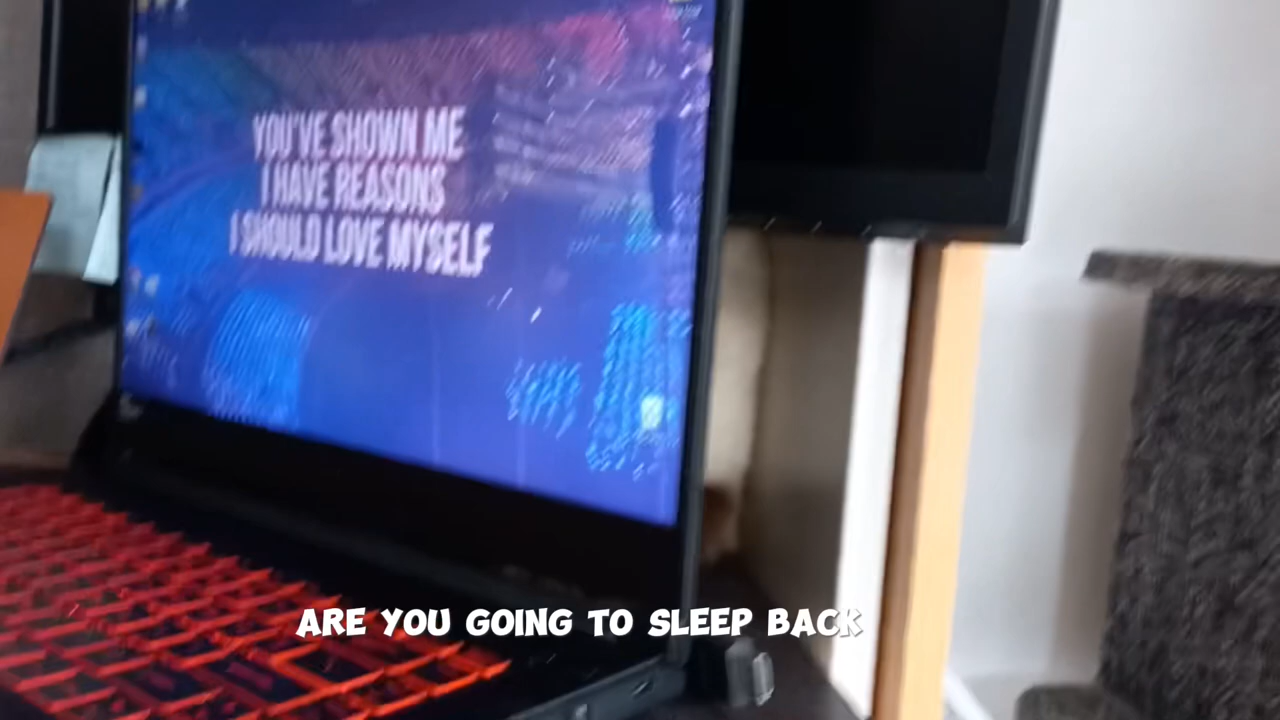 YOU'VE SHOWN ME
I HAVE REASONS
I SHOULD LOVE MYSELF
ARE YOU GOING TO SLEEP BACK